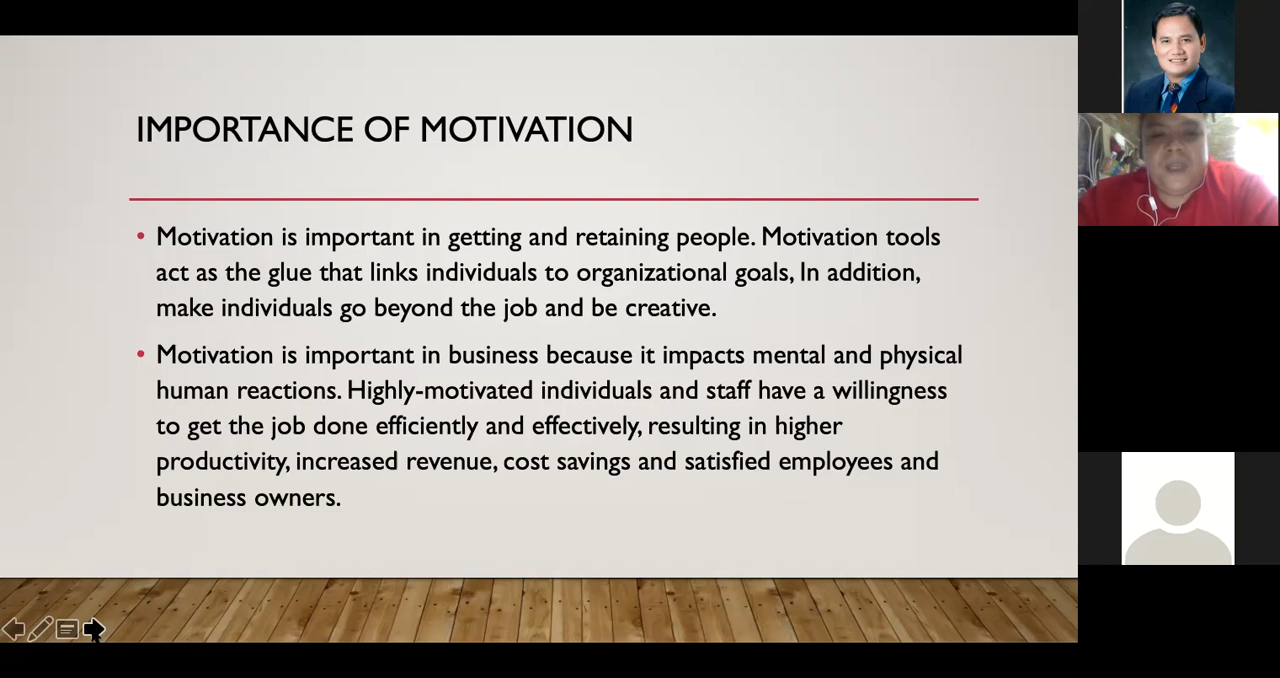 IMPORTANCE OF MOTIVATION
• Motivation is important in getting and retaining people. Motivation tools
act as the glue that links individuals to organizational goals, In addition,
make individuals go beyond the job and be creative.
• Motivation is important in business because it impacts mental and physical
human reactions. Highly-motivated individuals and staff have a willingness
to get the job done efficiently and effectively, resulting in higher
productivity, increased revenue, cost savings and satisfied employees and
business owners.